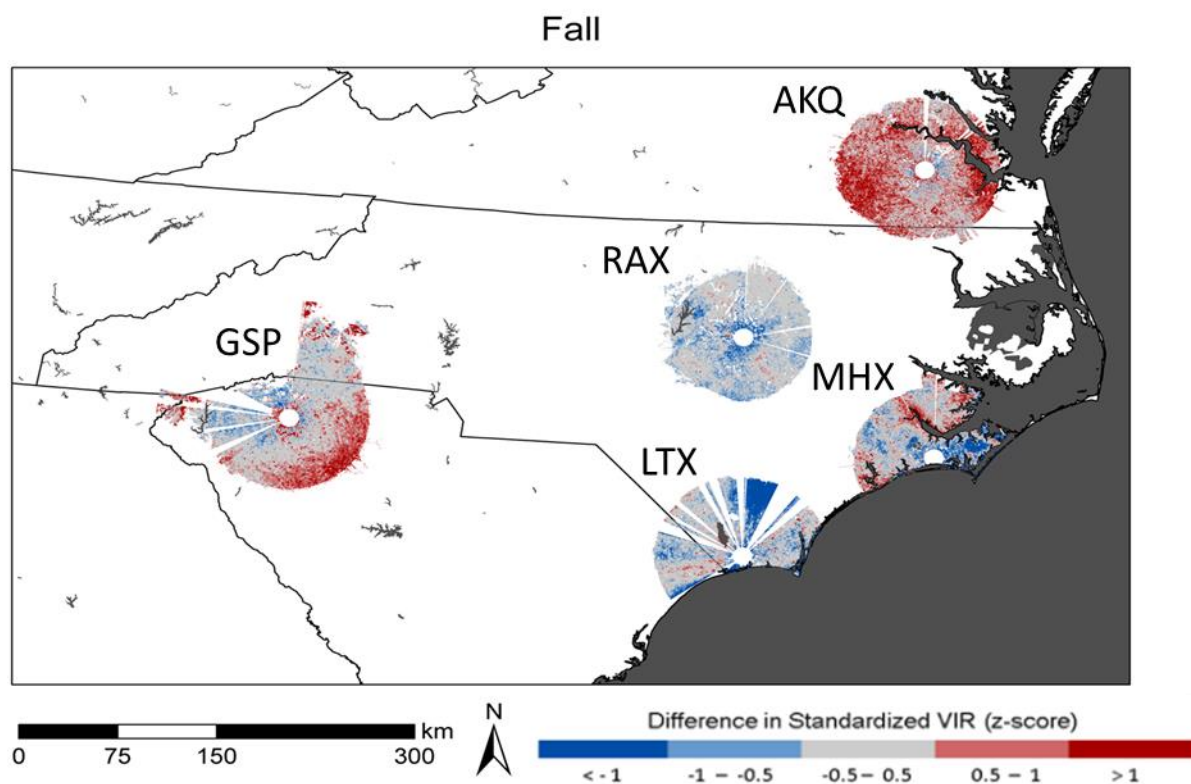 Fall
AKQ
RAX
GSP
MHX
LTX
km
0 75 150 300
N
Difference in Standardized VIR (z-score)
< -1 -1 – -0.5 -0.5 – 0.5 0.5 – 1 >1